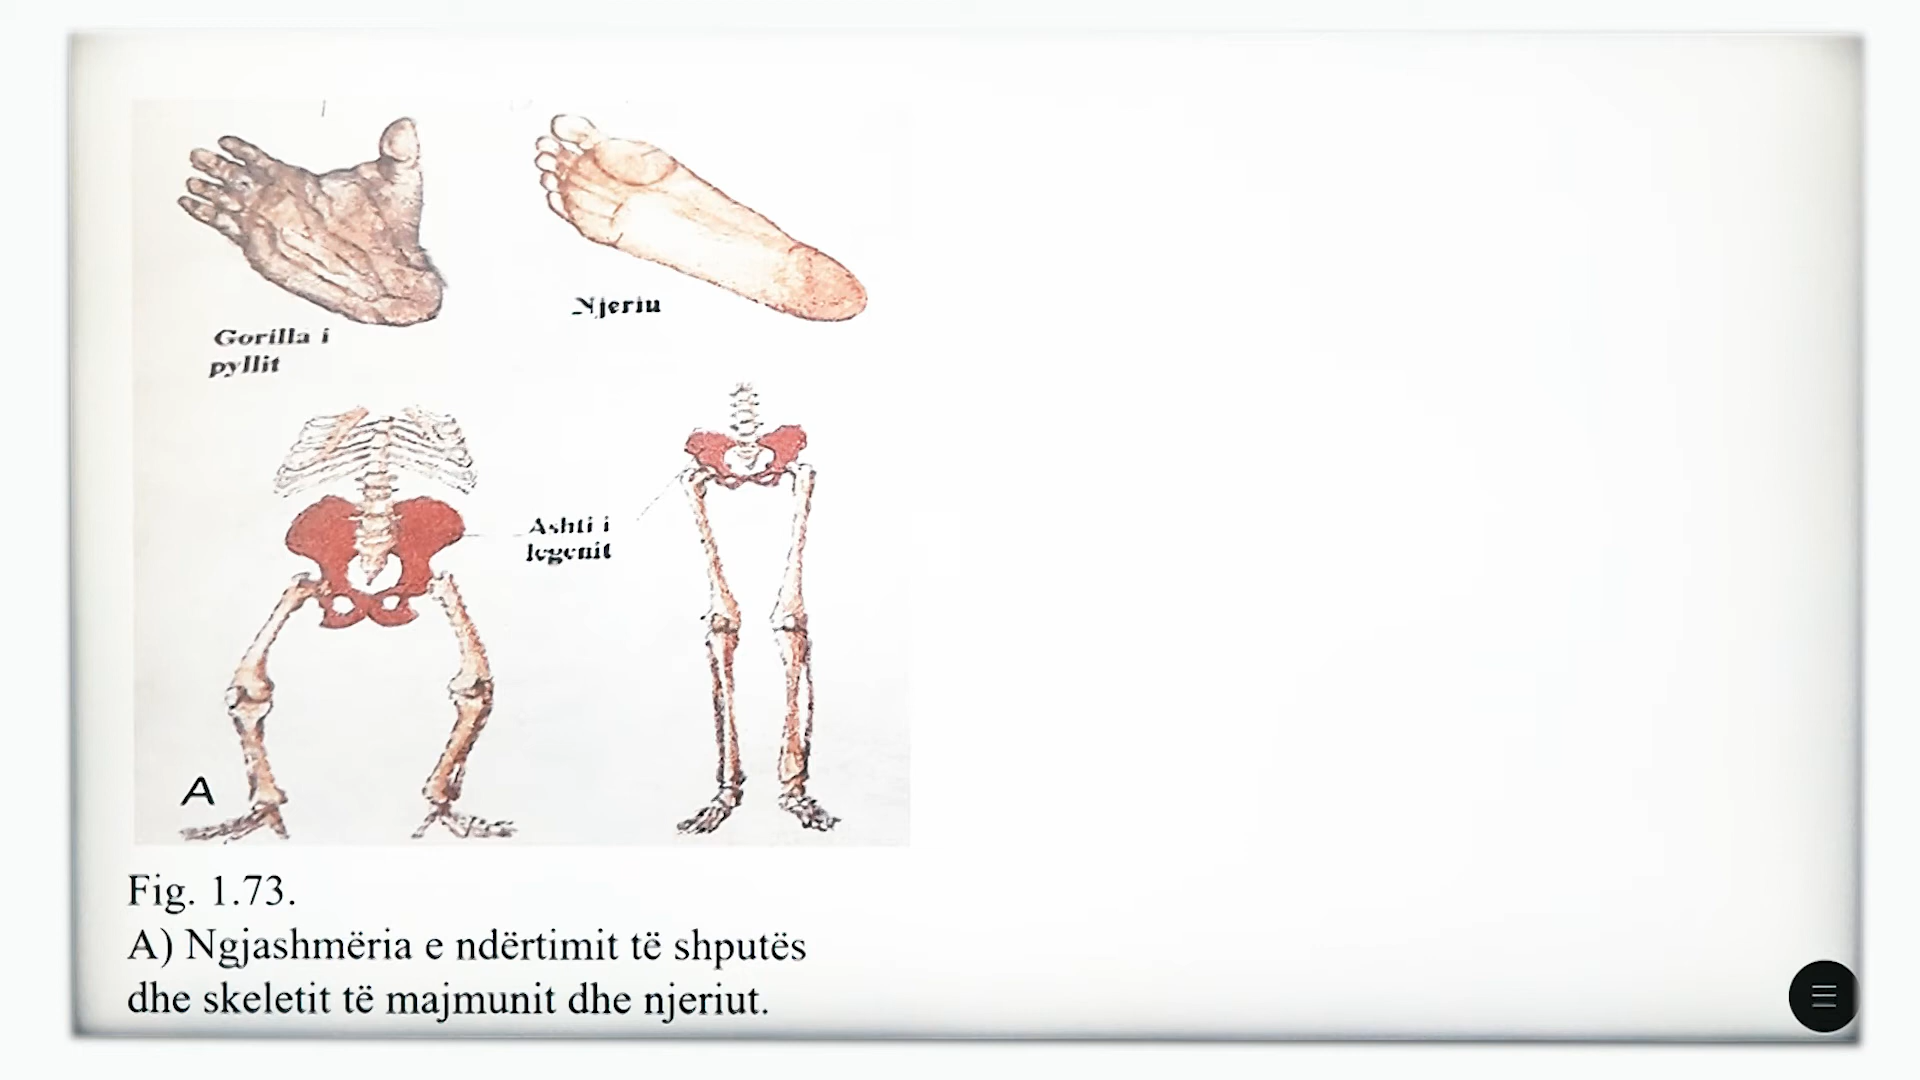 Gorilla i
pyllit
Njeriu
Ashti i
legenit
A
Fig. 1.73.
A) Ngjashmëria e ndërtimit të shputës
dhe skeletit të majmunit dhe njeriut.